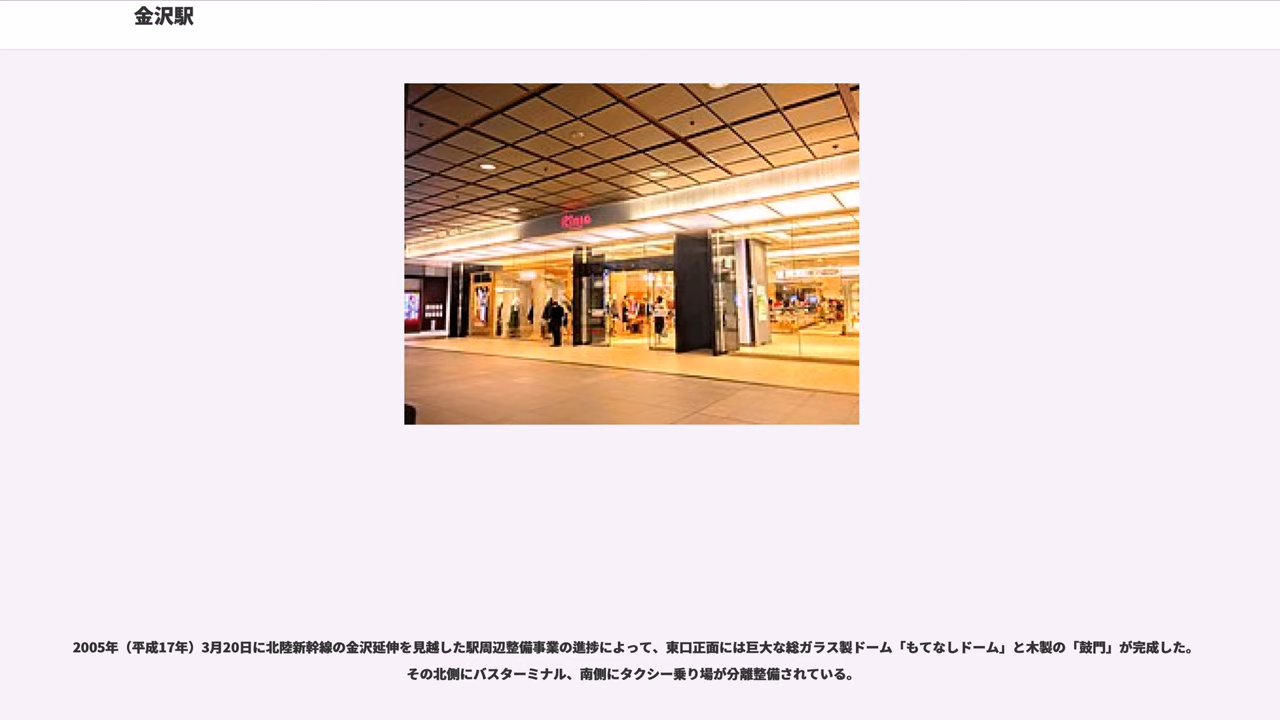 金沢駅
Rinto
2005年（平成17年）3月20日に北陸新幹線の金沢延伸を見越した駅周辺整備事業の進捗によって、東口正面には巨大な総ガラス製ドーム「もてなしドーム」と木製の「鼓門」が完成した。
その北側にバスターミナル、南側にタクシー乗り場が分離整備されている。